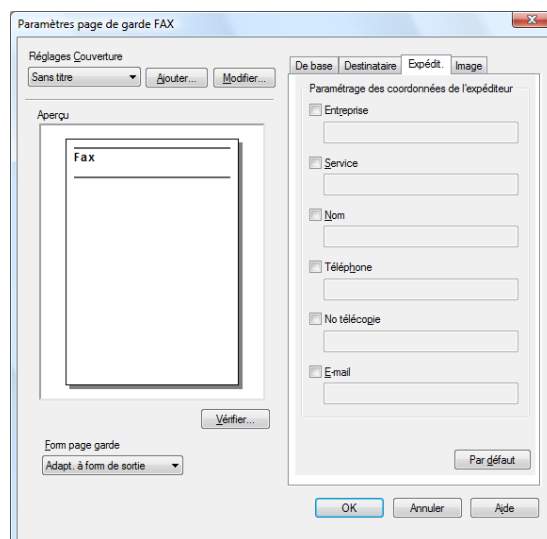 Paramètres page de garde FAX
Réglages Couverture
Sans titre
Ajouter...
Modifier...
Aperçu
Fax
Vérifier...
Form page garde
Adapt. à form de sortie
De base
Destinataire
Expédit.
Image
Paramétrage des coordonnées de l'expéditeur
Entreprise
Service
Nom
Téléphone
No télécopie
E-mail
Par défaut
OK
Annuler
Aide